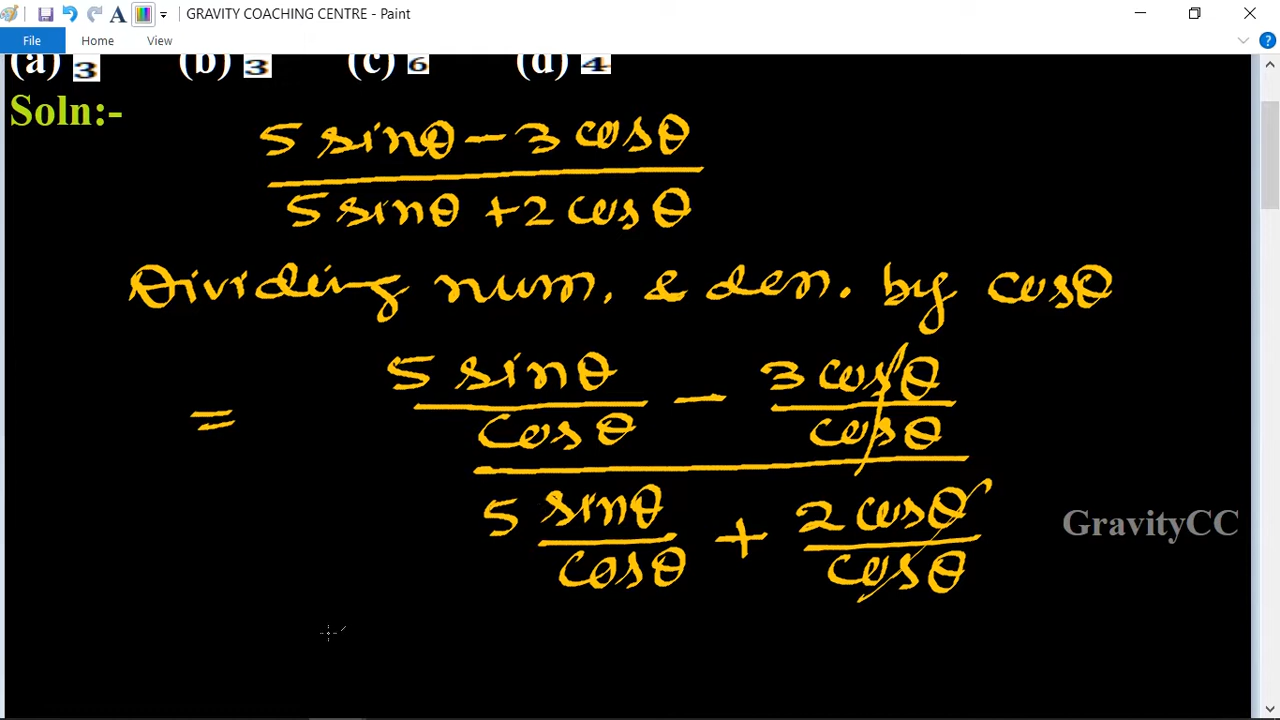 GRAVITY COACHING CENTRE - Paint
File Home View
(a) 3 (b) 3 (c) 6 (d) 4
Soln:-
5 sinθ - 3 cosθ
5 sinθ + 2 cosθ
Dividing num. & den. by cosθ
= 5 sinθ / cosθ - 3 cosθ / cosθ
5 sinθ / cosθ + 2 cosθ / cosθ
GravityCC